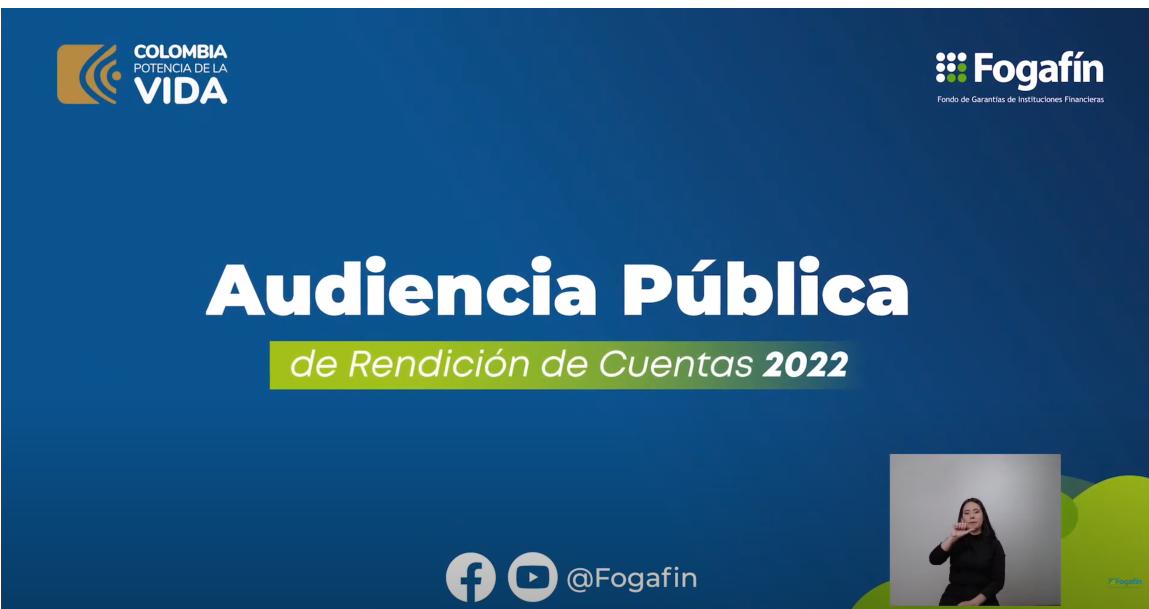 COLOMBIA
POTENCIA DE LA
VIDA
Fogafín
Fondo de Garantías de Instituciones Financieras
Audiencia Pública
de Rendición de Cuentas 2022
@Fogafin
Fogafín